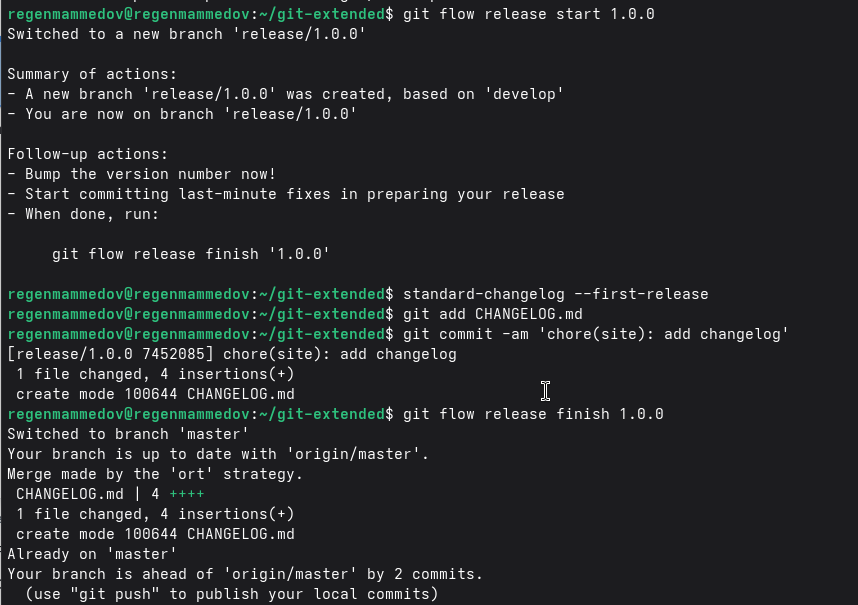 regenmammedov@regenmammedov:~/git-extended$ git flow release start 1.0.0
Switched to a new branch 'release/1.0.0'
Summary of actions:
- A new branch 'release/1.0.0' was created, based on 'develop'
- You are now on branch 'release/1.0.0'
Follow-up actions:
- Bump the version number now!
- Start committing last-minute fixes in preparing your release
- When done, run:
git flow release finish '1.0.0'
regenmammedov@regenmammedov:~/git-extended$ standard-changelog --first-release
regenmammedov@regenmammedov:~/git-extended$ git add CHANGELOG.md
regenmammedov@regenmammedov:~/git-extended$ git commit -am 'chore(site): add changelog'
[release/1.0.0 7452085] chore(site): add changelog
1 file changed, 4 insertions(+)
create mode 100644 CHANGELOG.md
regenmammedov@regenmammedov:~/git-extended$ git flow release finish 1.0.0
Switched to branch 'master'
Your branch is up to date with 'origin/master'.
Merge made by the 'ort' strategy.
CHANGELOG.md | 4 ++++
1 file changed, 4 insertions(+)
create mode 100644 CHANGELOG.md
Already on 'master'
Your branch is ahead of 'origin/master' by 2 commits.
(use "git push" to publish your local commits)